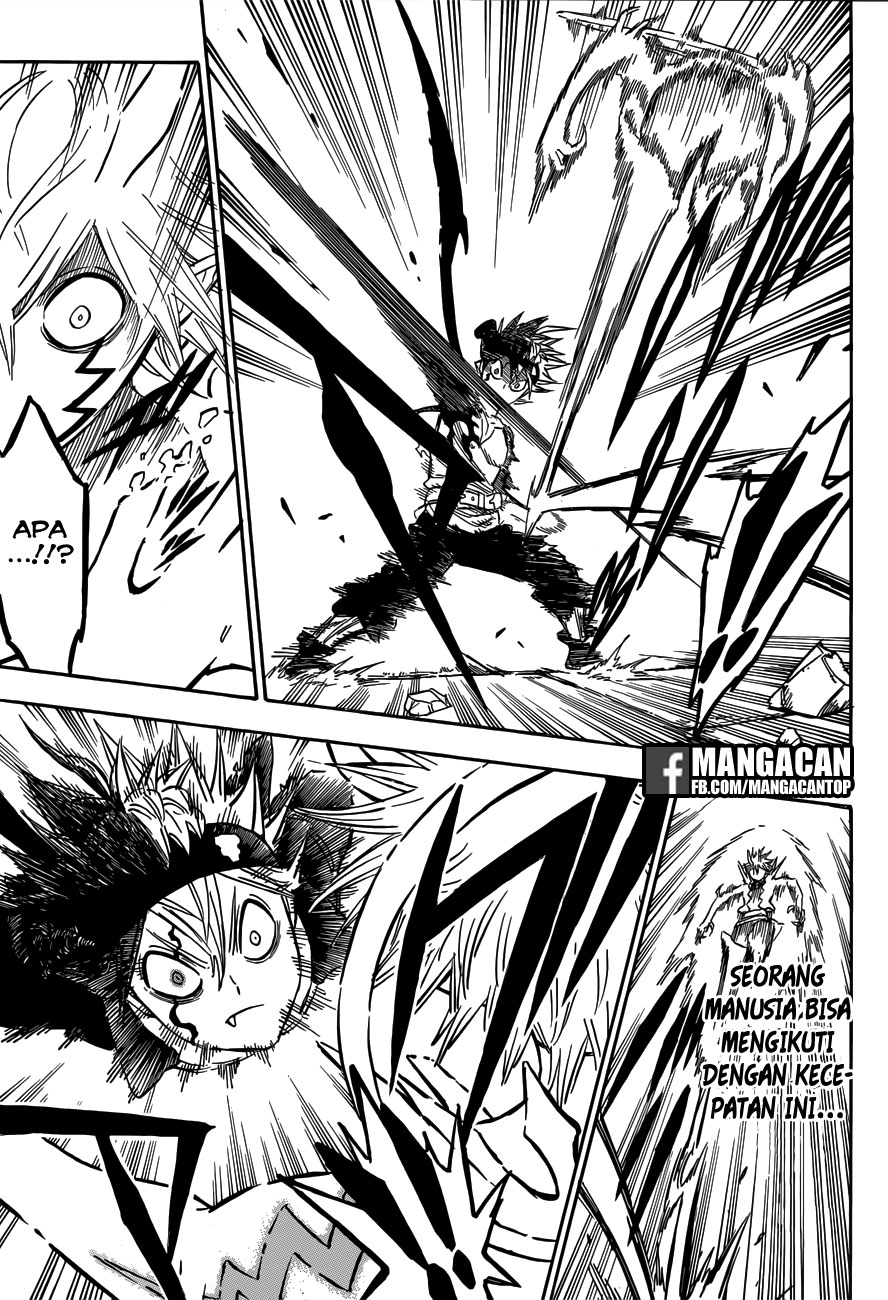 APA
...!!?
MANGACAN
FB.COM/MANGACANTOP
SEORANG
MANUSIA BISA
MENGIKUTI
DENGAN KECE-
PATAN INI...